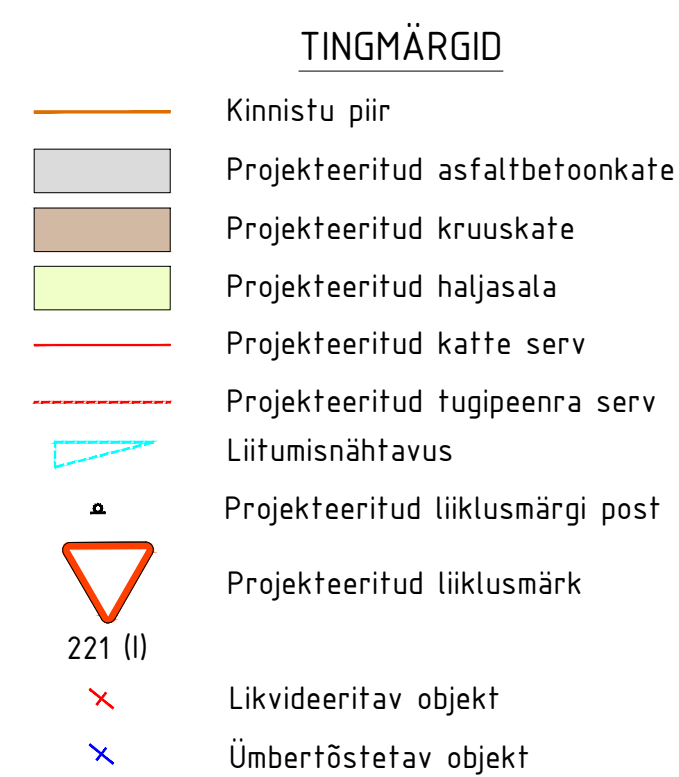 TINGMÄRGID
Kinnistu piir
Projekteeritud asfaltbetoonkate
Projekteeritud kruuskate
Projekteeritud haljasala
Projekteeritud katte serv
Projekteeritud tugipeenra serv
Liitumisnähtavus
Projekteeritud liiklusmärgi post
Projekteeritud liiklusmärk
221 (I)
Likvideeritav objekt
Ümbertõstetav objekt